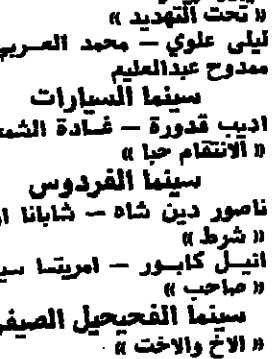 « تحت التهديد »
ليلى علوي — محمد العربي
ممدوح عبدالعليم
سينما السيارات
اديب قدورة — غادة الشمعة
« الانتقام حبا »
سينما الفردوس
ناصور دين شاه — شابانا
« شرط »
انيل كابور — امريتسا
« صاحب »
سينما الفحيحيل الصيفي
« الاخ والاخت »